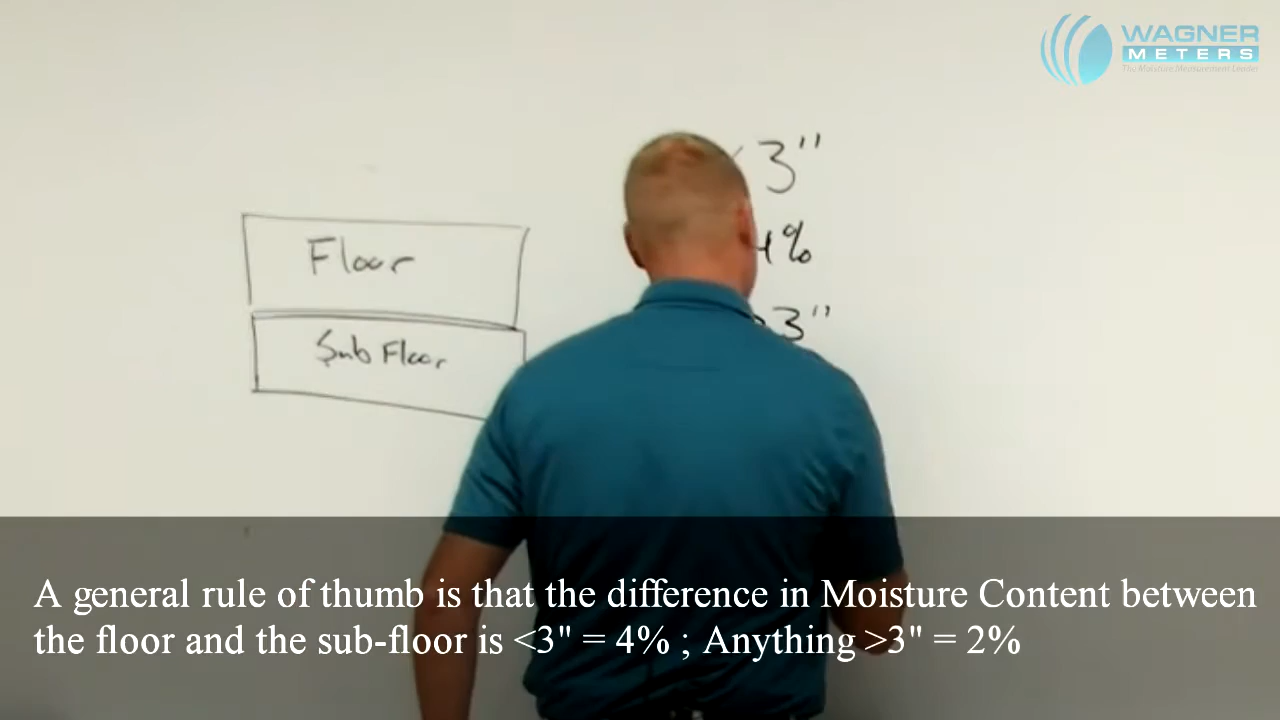 WAGNER
METERS
The Moisture Measurement Leader
3"
4%
Floor
>3"
Sub Floor
A general rule of thumb is that the difference in Moisture Content between
the floor and the sub-floor is <3" = 4% ; Anything >3" = 2%